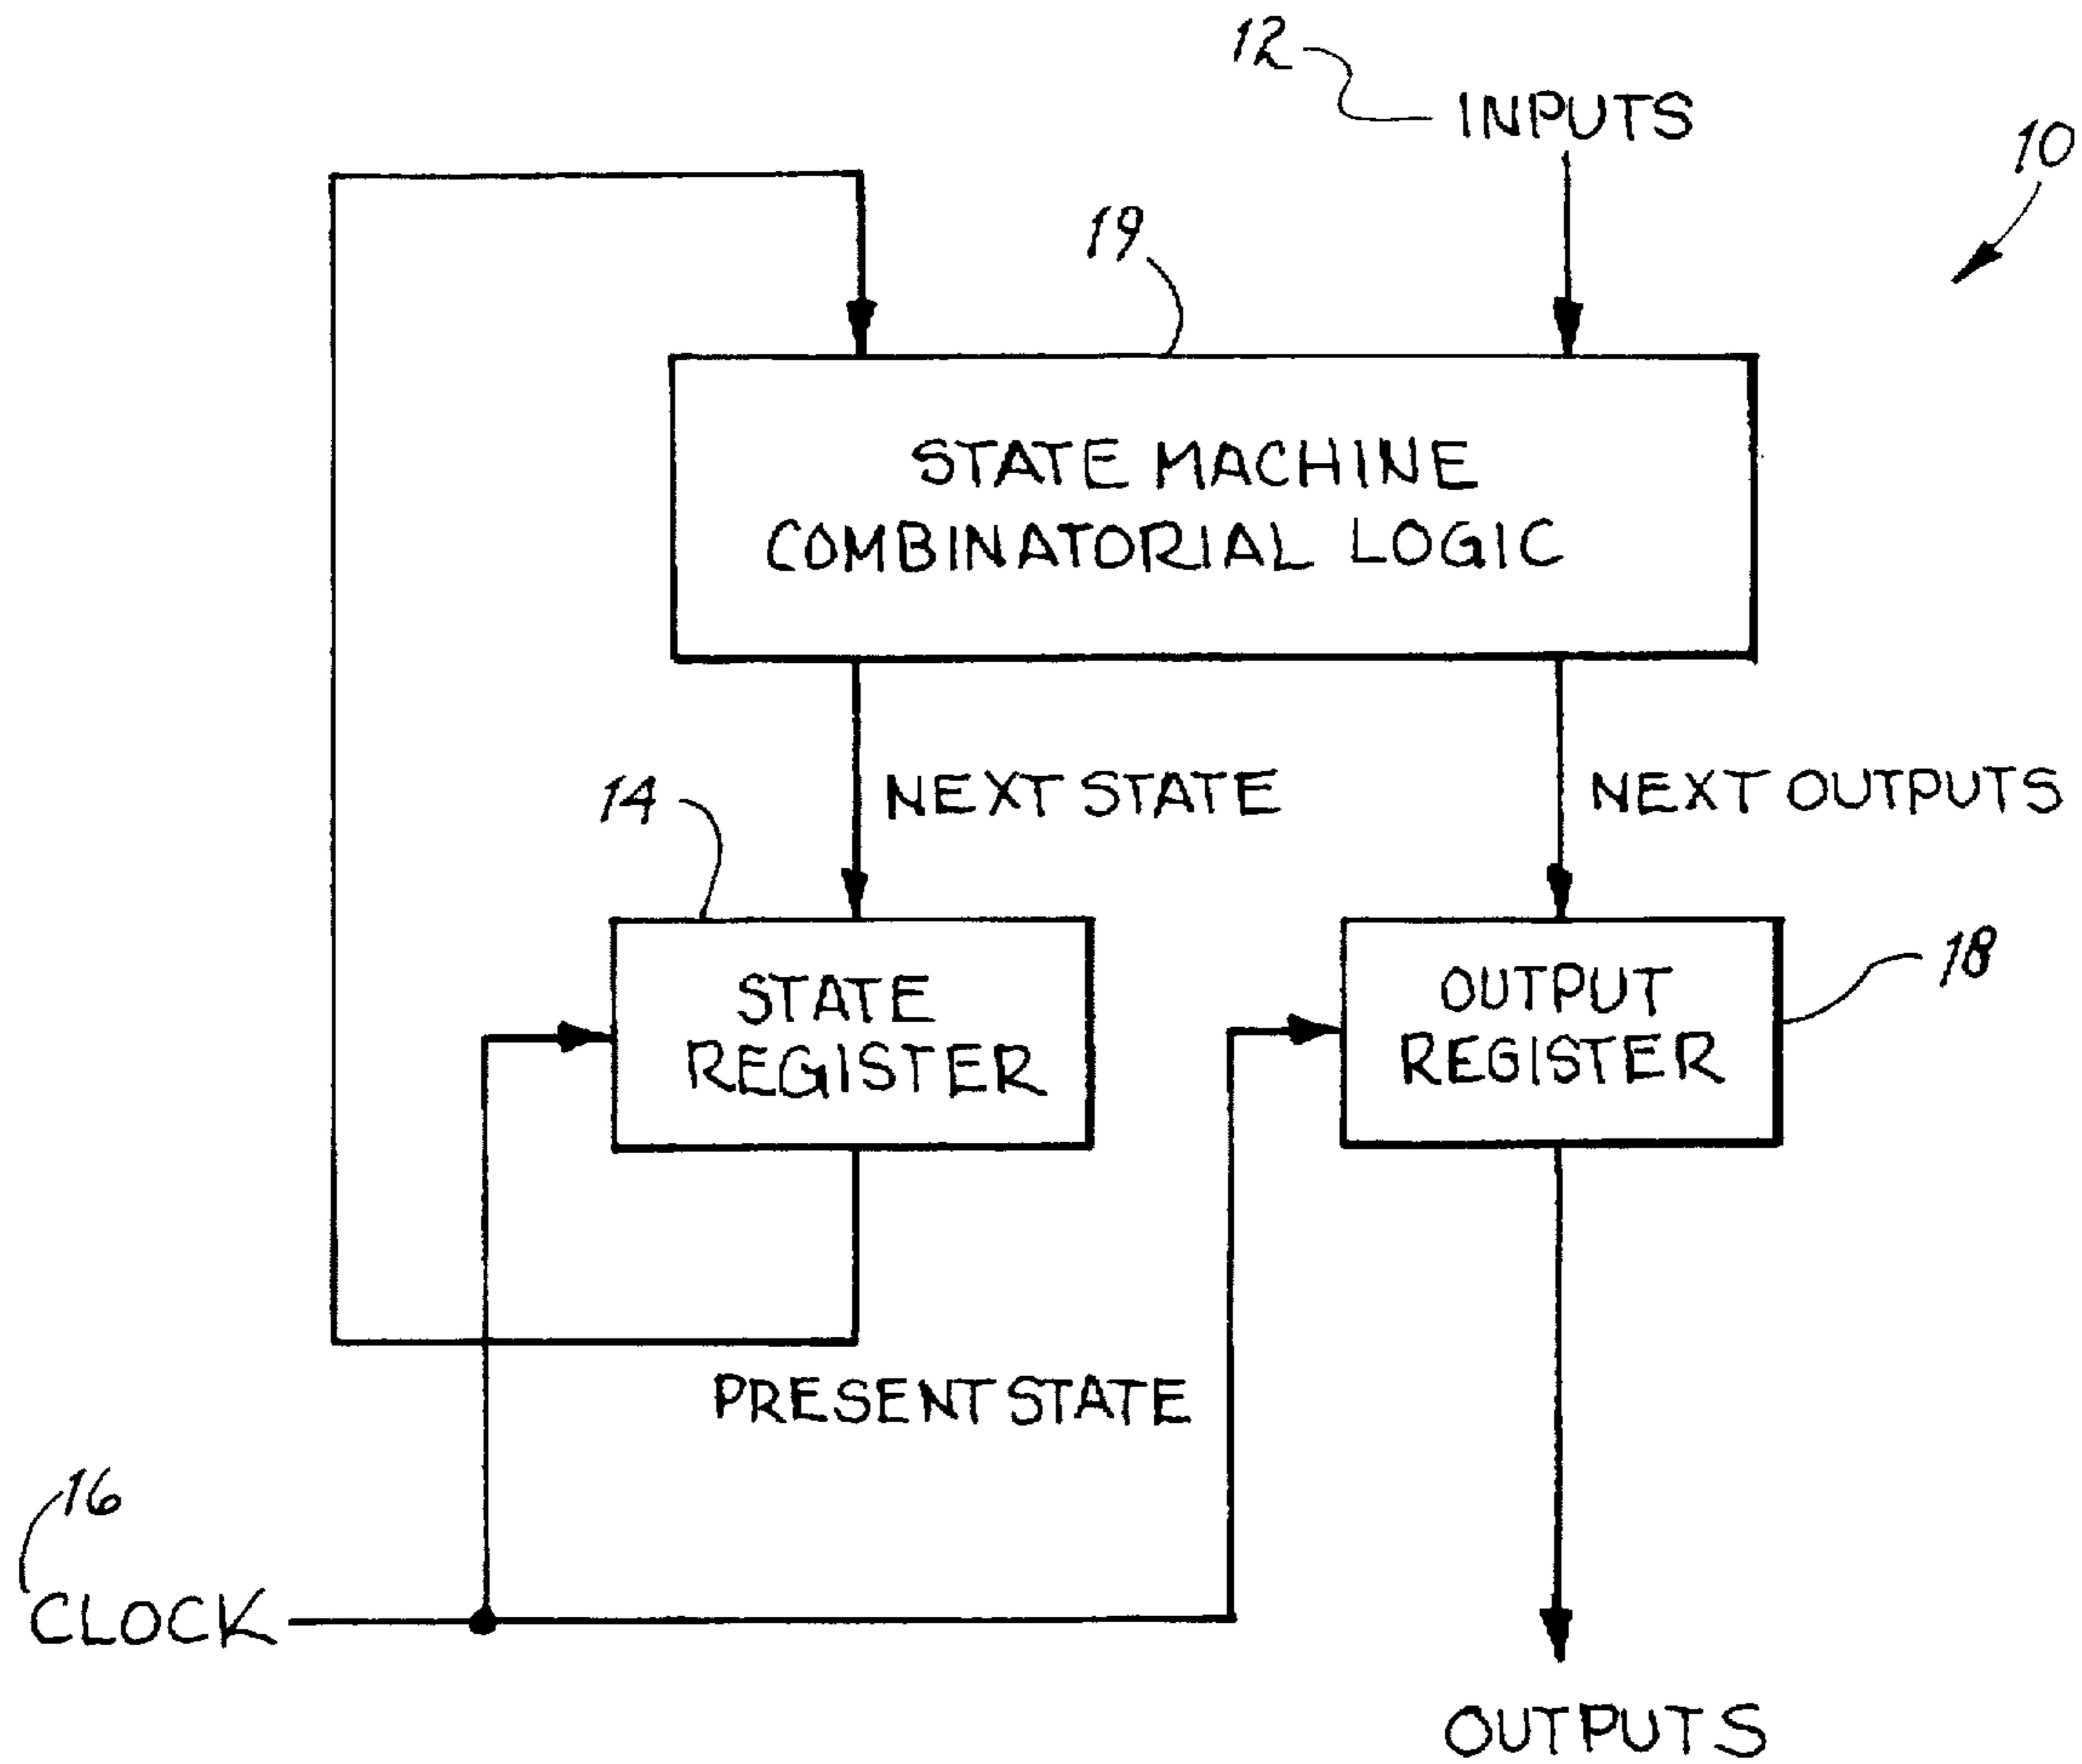 12
INPUTS
10
19
STATE MACHINE
COMBINATORIAL LOGIC
14
NEXT STATE
NEXT OUTPUTS
STATE
REGISTER
OUTPUT
REGISTER
18
PRESENT STATE
16
CLOCK
OUTPUTS